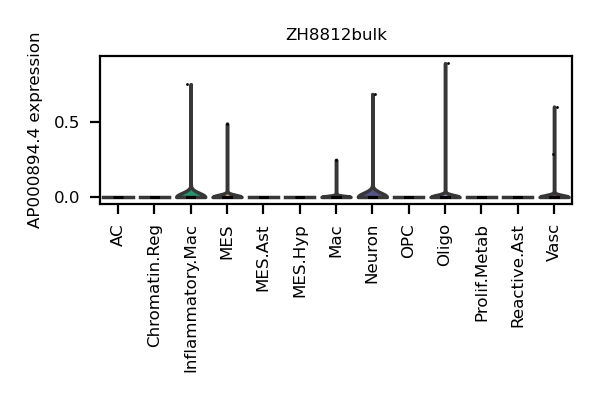 ZH8812bulk
AP000894.4 expression
0.5
0.0
AC
Chromatin.Reg
Inflammatory.Mac
MES
MES.Ast
MES.Hyp
Mac
Neuron
OPC
Oligo
Prolif.Metab
Reactive.Ast
Vasc